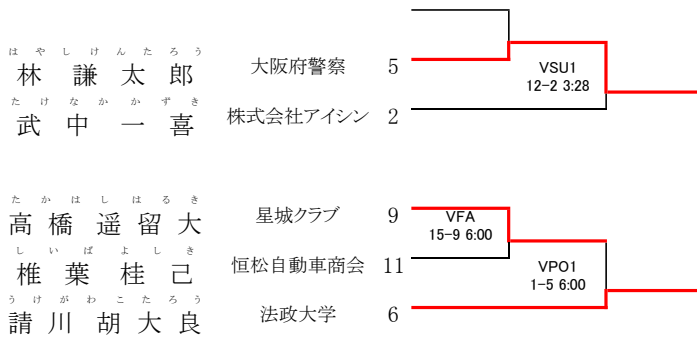 はやしけんたろう
林 謙 太 郎 大阪府警察 5
VSU1
12-2 3:28
たけなかかずき
武 中 一 喜 株式会社アイシン 2
たかはしはるき
高 橋 遥 留 大 星城クラブ 9
VFA
15-9 6:00
しいばよしき
椎 葉 桂 己 恒松自動車商会 11
VPO1
1-5 6:00
うけがわこたろう
請 川 胡 大 良 法政大学 6